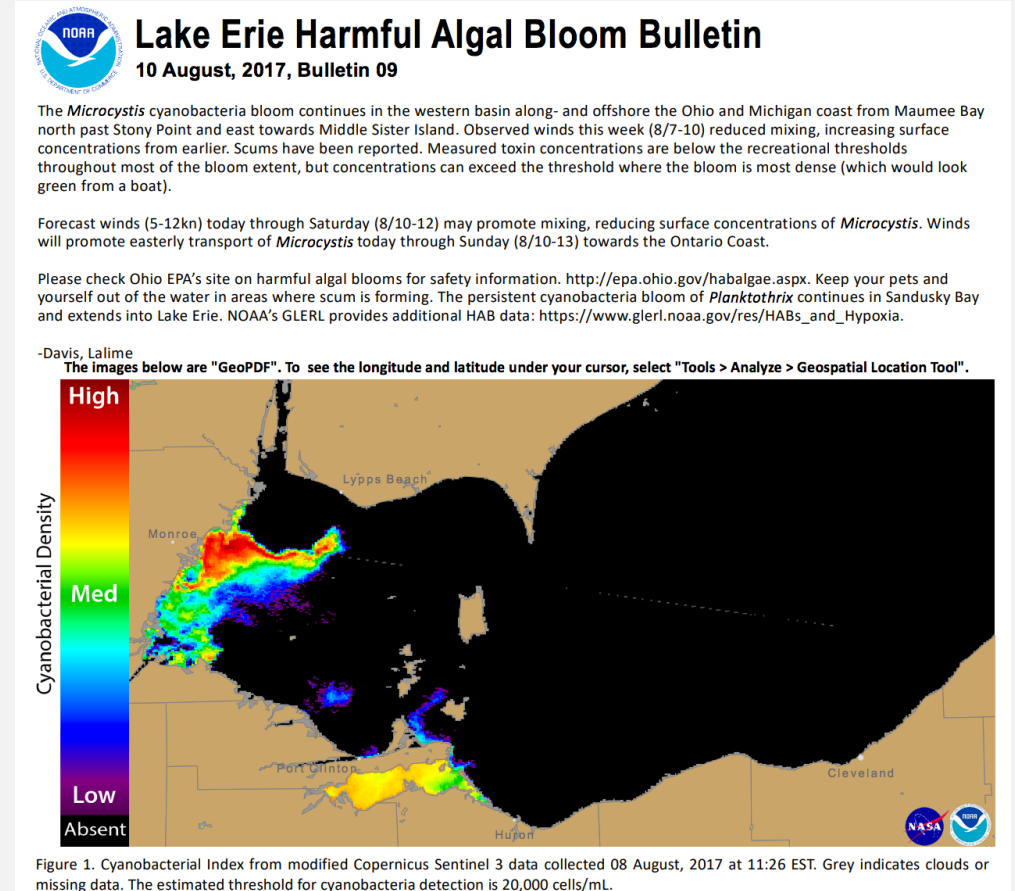 NOAA
NATIONAL OCEANIC AND ATMOSPHERIC ADMINISTRATION
U.S. DEPARTMENT OF COMMERCE
Lake Erie Harmful Algal Bloom Bulletin
10 August, 2017, Bulletin 09
The Microcystis cyanobacteria bloom continues in the western basin along- and offshore the Ohio and Michigan coast from Maumee Bay
north past Stony Point and east towards Middle Sister Island. Observed winds this week (8/7-10) reduced mixing, increasing surface
concentrations from earlier. Scums have been reported. Measured toxin concentrations are below the recreational thresholds
throughout most of the bloom extent, but concentrations can exceed the threshold where the bloom is most dense (which would look
green from a boat).
Forecast winds (5-12kn) today through Saturday (8/10-12) may promote mixing, reducing surface concentrations of Microcystis. Winds
will promote easterly transport of Microcystis today through Sunday (8/10-13) towards the Ontario Coast.
Please check Ohio EPA’s site on harmful algal blooms for safety information. http://epa.ohio.gov/habalgae.aspx. Keep your pets and
yourself out of the water in areas where scum is forming. The persistent cyanobacteria bloom of Planktothrix continues in Sandusky Bay
and extends into Lake Erie. NOAA’s GLERL provides additional HAB data: https://www.glerl.noaa.gov/res/HABs_and_Hypoxia.
-Davis, Lalime
The images below are "GeoPDF". To see the longitude and latitude under your cursor, select "Tools > Analyze > Geospatial Location Tool".
High
Lypps Beach
Monroe
Cyanobacterial Density
Med
Port Clinton
Cleveland
Low
Absent
Huron
NASA
NOAA
Figure 1. Cyanobacterial Index from modified Copernicus Sentinel 3 data collected 08 August, 2017 at 11:26 EST. Grey indicates clouds or
missing data. The estimated threshold for cyanobacteria detection is 20,000 cells/mL.